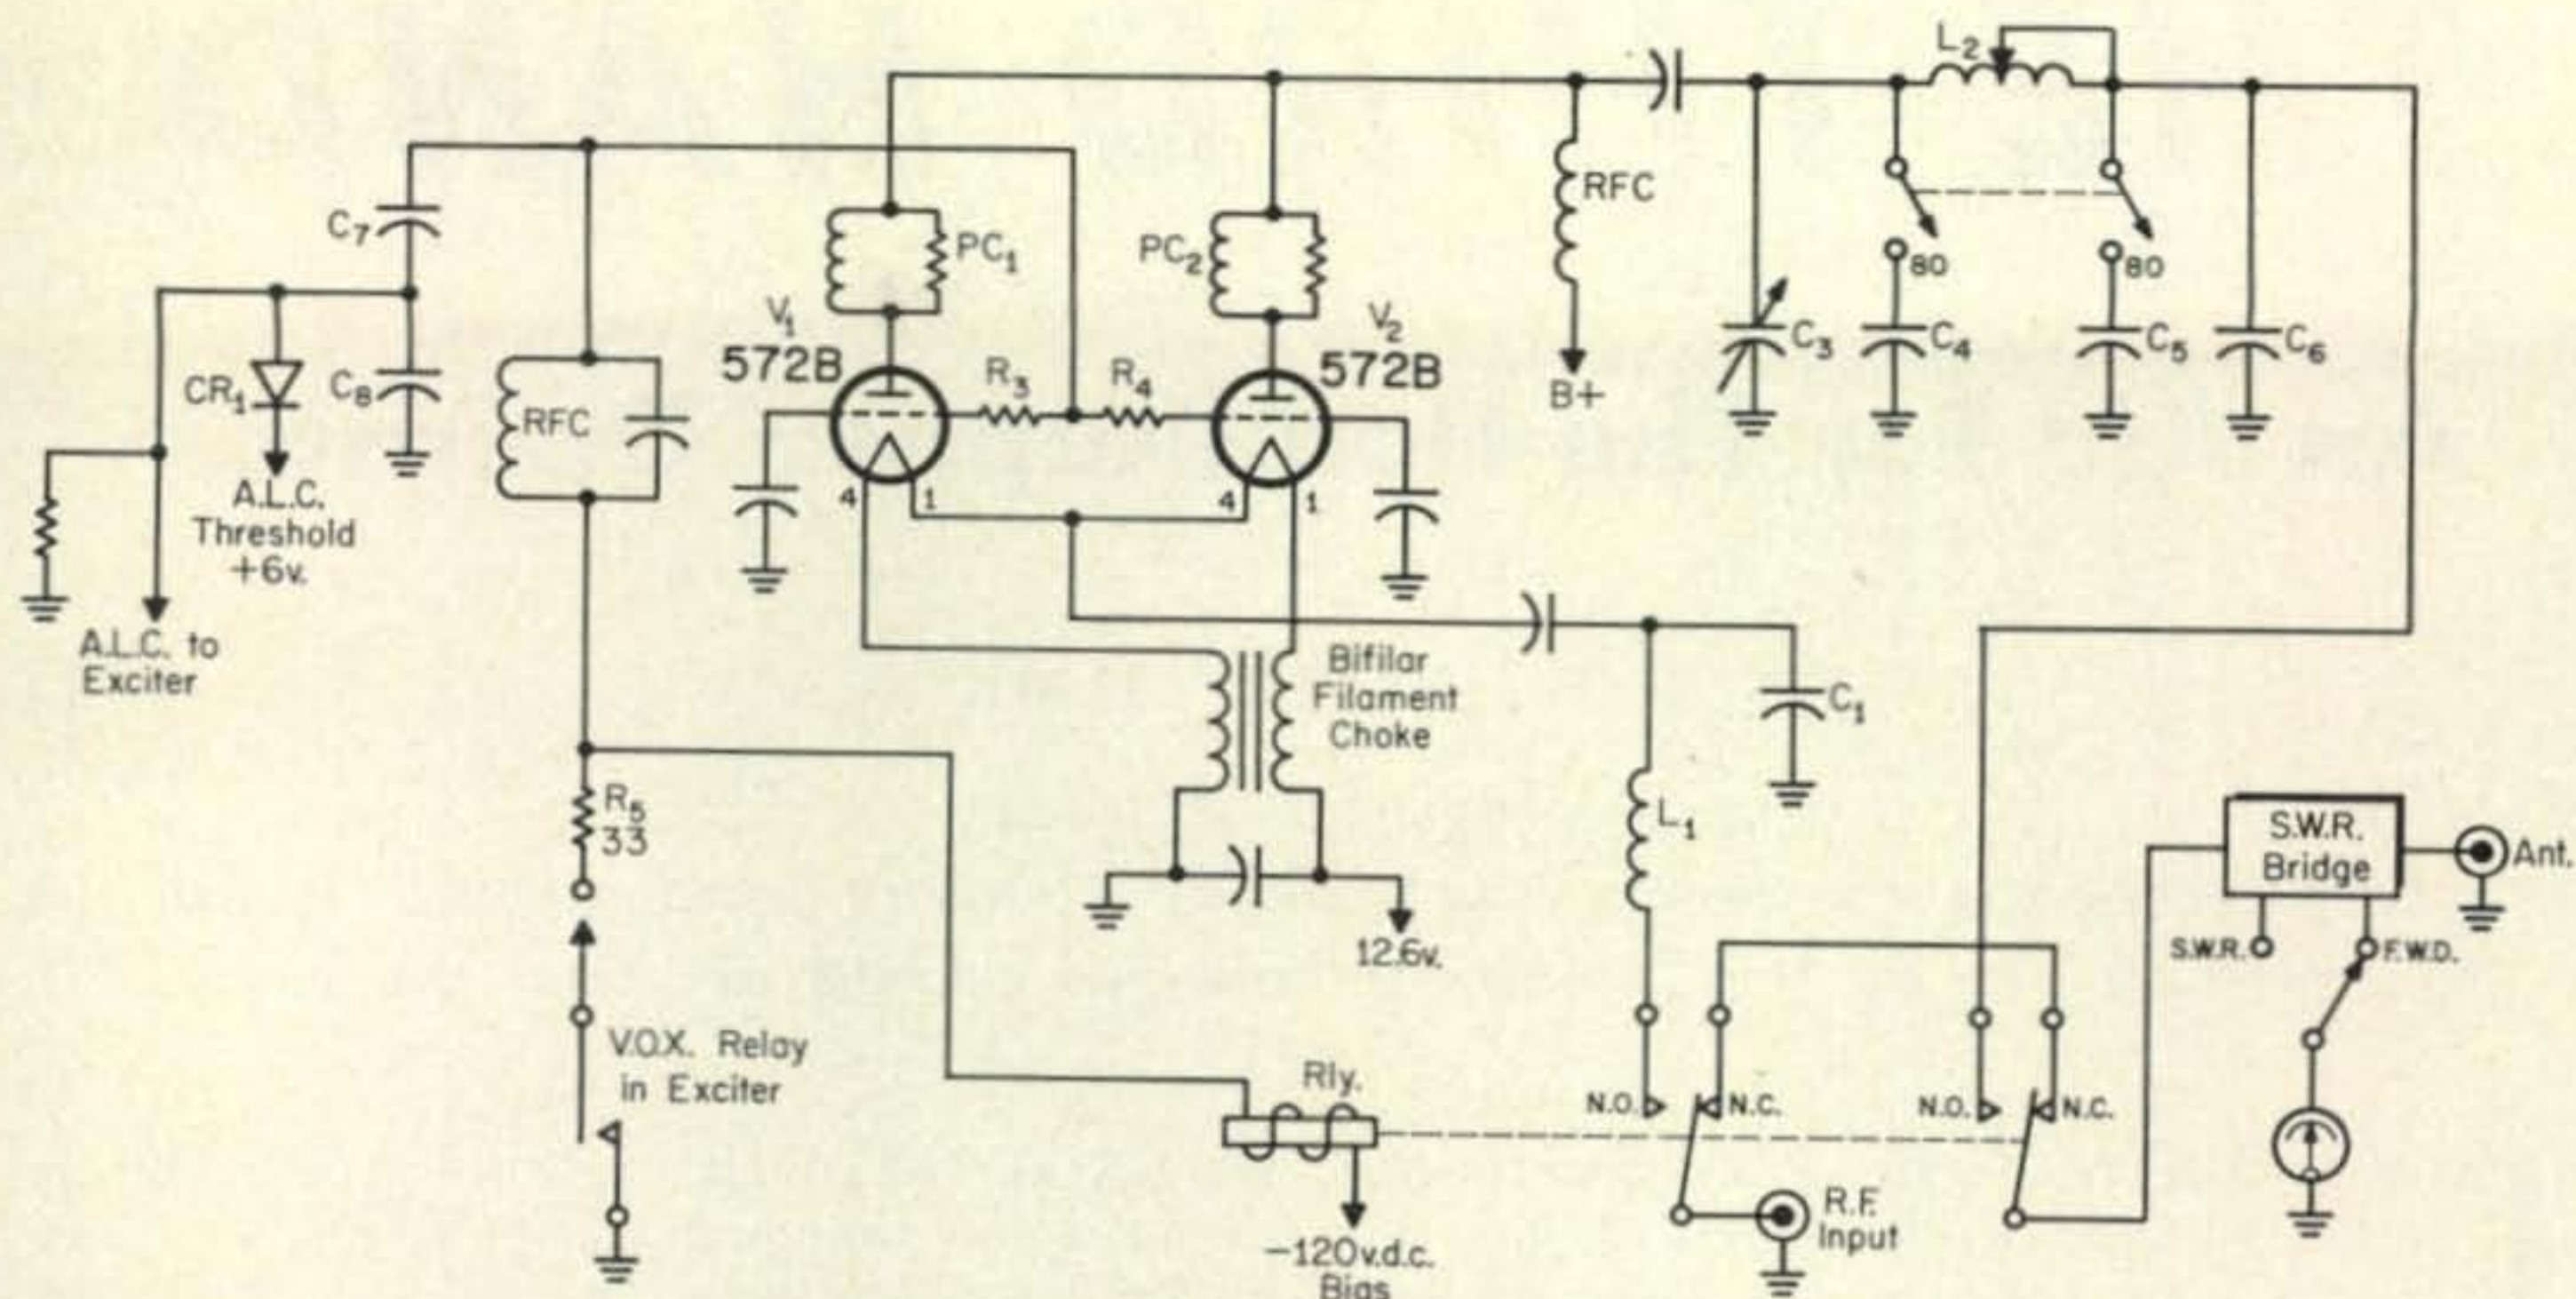 L2
C7
RFC
PC1
PC2
80
80
V1
572B
V2
572B
R3
R4
C3
C4
C5
C6
CR1
C8
RFC
B+
4
1
4
1
A.L.C.
Threshold
+6v.
A.L.C. to
Exciter
Bifilar
Filament
Choke
C1
R5
33
L1
S.W.R.
Bridge
Ant.
12.6v.
S.W.R.
F.W.D.
V.O.X. Relay
in Exciter
Rly.
N.O.
N.C.
N.O.
N.C.
R.F.
Input
-120v.d.c.
Bias